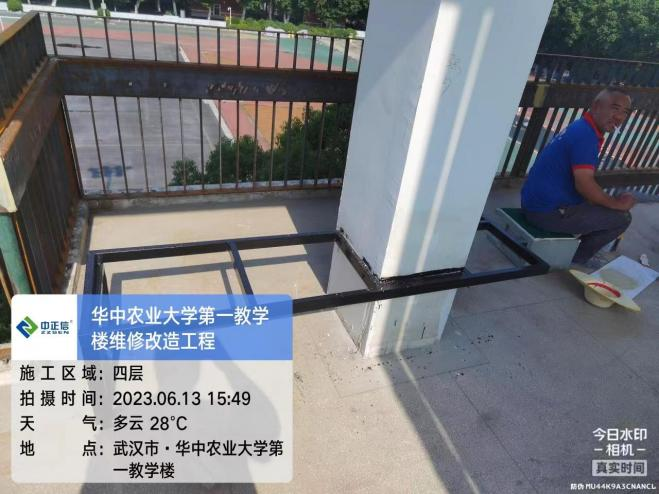 中正信
ZZSEN
华中农业大学第一教学
楼维修改造工程
施工区域：四层
拍摄时间：2023.06.13 15:49
天气：多云 28°C
地点：武汉市·华中农业大学第
一教学楼
今日水印
相机
真实时间
防伪 MU44K9A3CNANCL